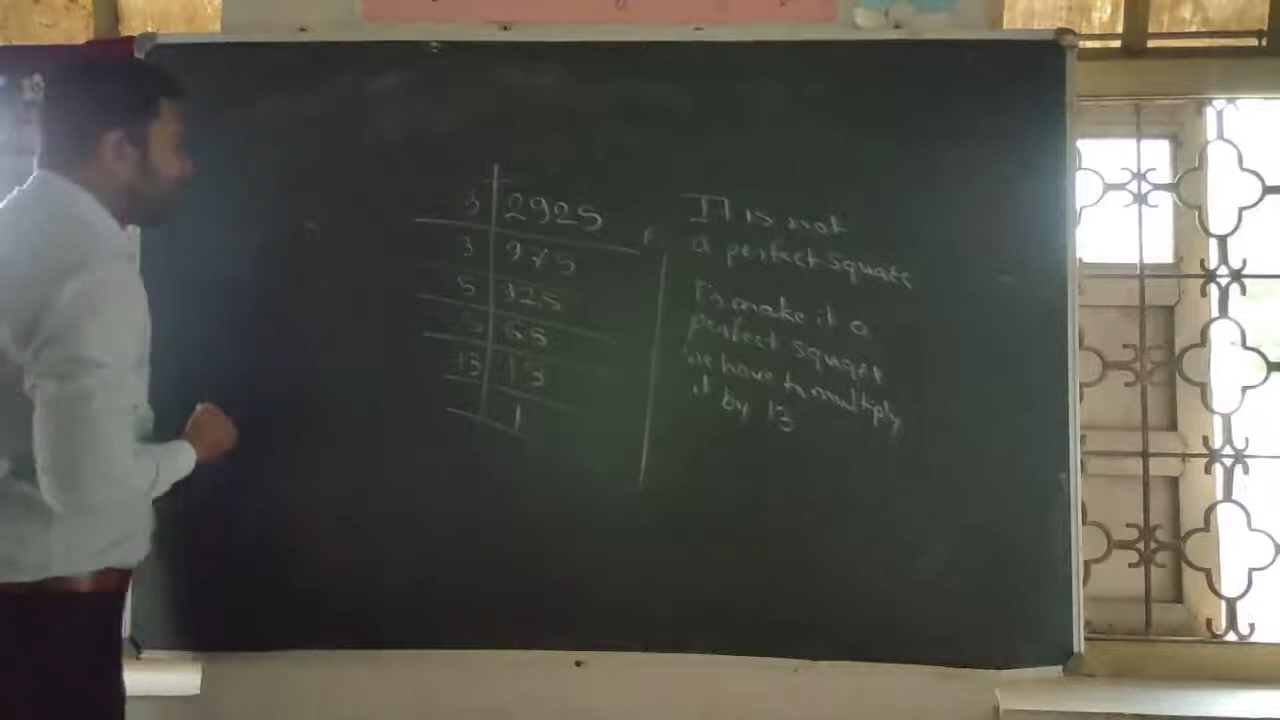 3 2925
3 975
5 325
5 65
13 13
1
It is not
a perfect square
To make it a
perfect square
we have to multiply
it by 13